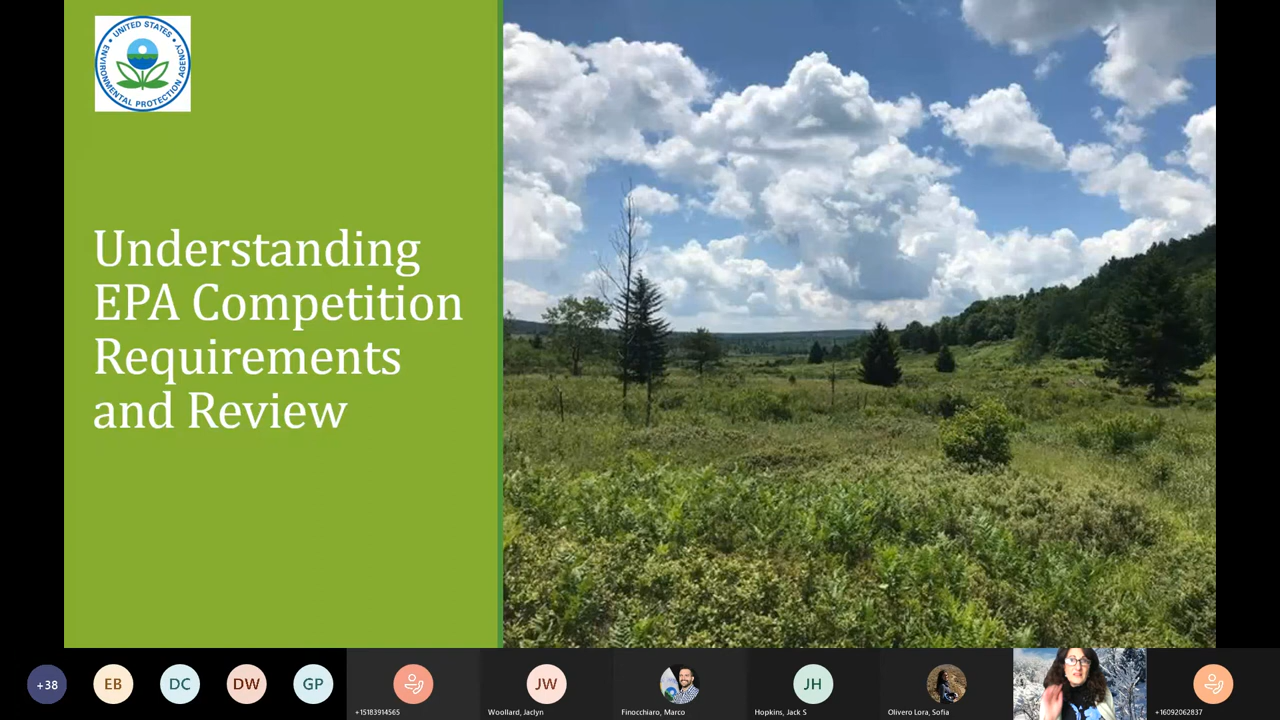 UNITED STATES
ENVIRONMENTAL PROTECTION AGENCY
Understanding
EPA Competition
Requirements
and Review
+38
EB
DC
DW
GP
+15183914565
JW
Woollard, Jaclyn
Finocchiaro, Marco
JH
Hopkins, Jack S
Olivero Lora, Sofia
+16092062837